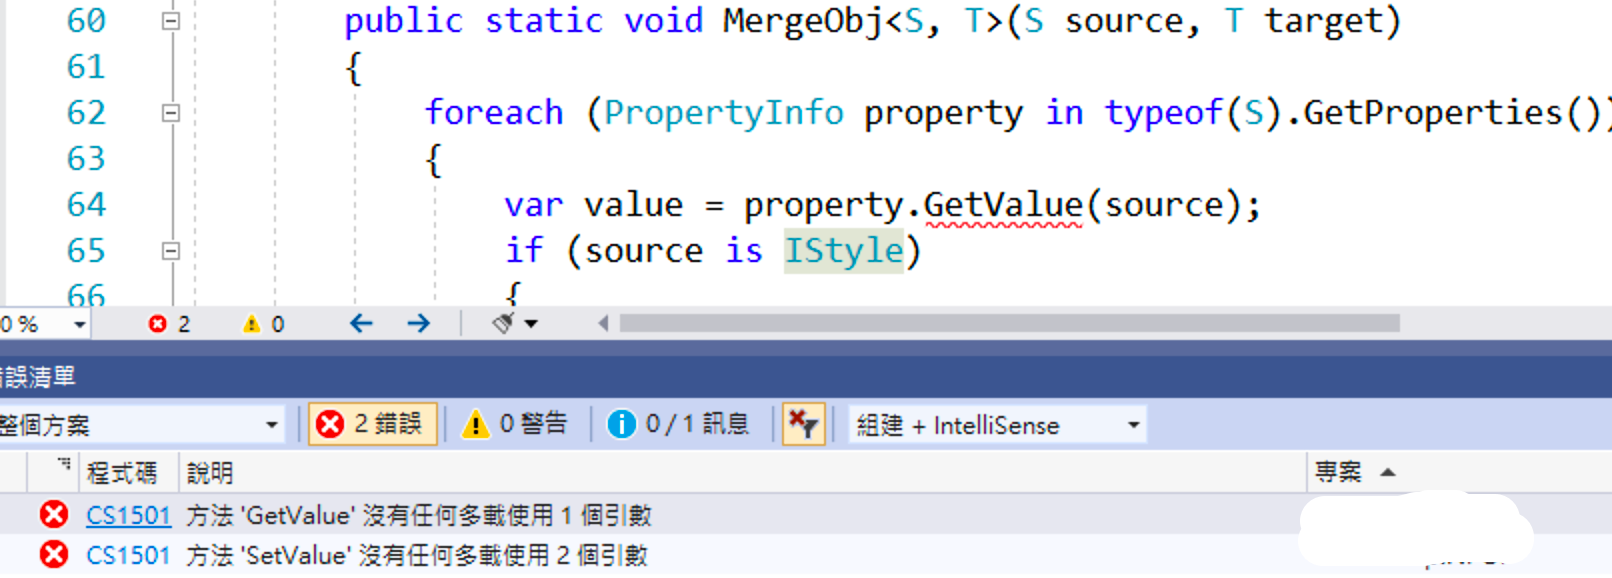 60 public static void MergeObj<S, T>(S source, T target)
61 {
62 foreach (PropertyInfo property in typeof(S).GetProperties())
63 {
64 var value = property.GetValue(source);
65 if (source is IStyle)
66 {
0 % 2 0
錯誤清單
整個方案 2 錯誤 0 警告 0 / 1 訊息 組建 + IntelliSense
程式碼 說明 專案
CS1501 方法 'GetValue' 沒有任何多載使用 1 個引數
CS1501 方法 'SetValue' 沒有任何多載使用 2 個引數